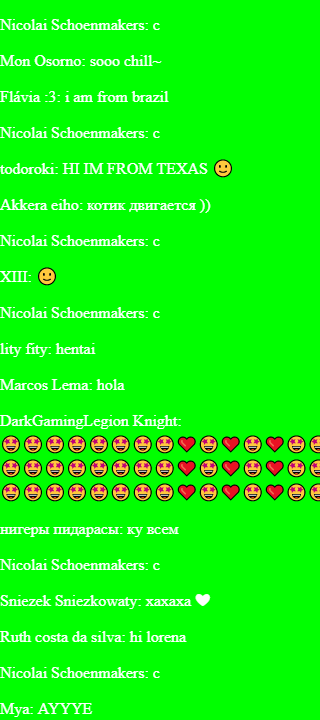 Nicolai Schoenmakers: c
Mon Osorno: sooo chill~
Flávia :3: i am from brazil
Nicolai Schoenmakers: c
todoroki: HI IM FROM TEXAS 🙂
Akkera eiho: котик двигается ))
Nicolai Schoenmakers: c
XIII: 🙂
Nicolai Schoenmakers: c
lity fity: hentai
Marcos Lema: hola
DarkGamingLegion Knight:
🤩🤩🤩🤩🤩🤩🤩🤩❤🤩❤🤩❤🤩🤩
🤩🤩🤩🤩🤩🤩🤩🤩❤🤩❤🤩❤🤩🤩
🤩🤩🤩🤩🤩🤩🤩🤩❤🤩❤🤩❤🤩🤩
нигеры пидарасы: ку всем
Nicolai Schoenmakers: c
Sniezek Sniezkowaty: xaxaxa 🤍
Ruth costa da silva: hi lorena
Nicolai Schoenmakers: c
Mya: AYYYE